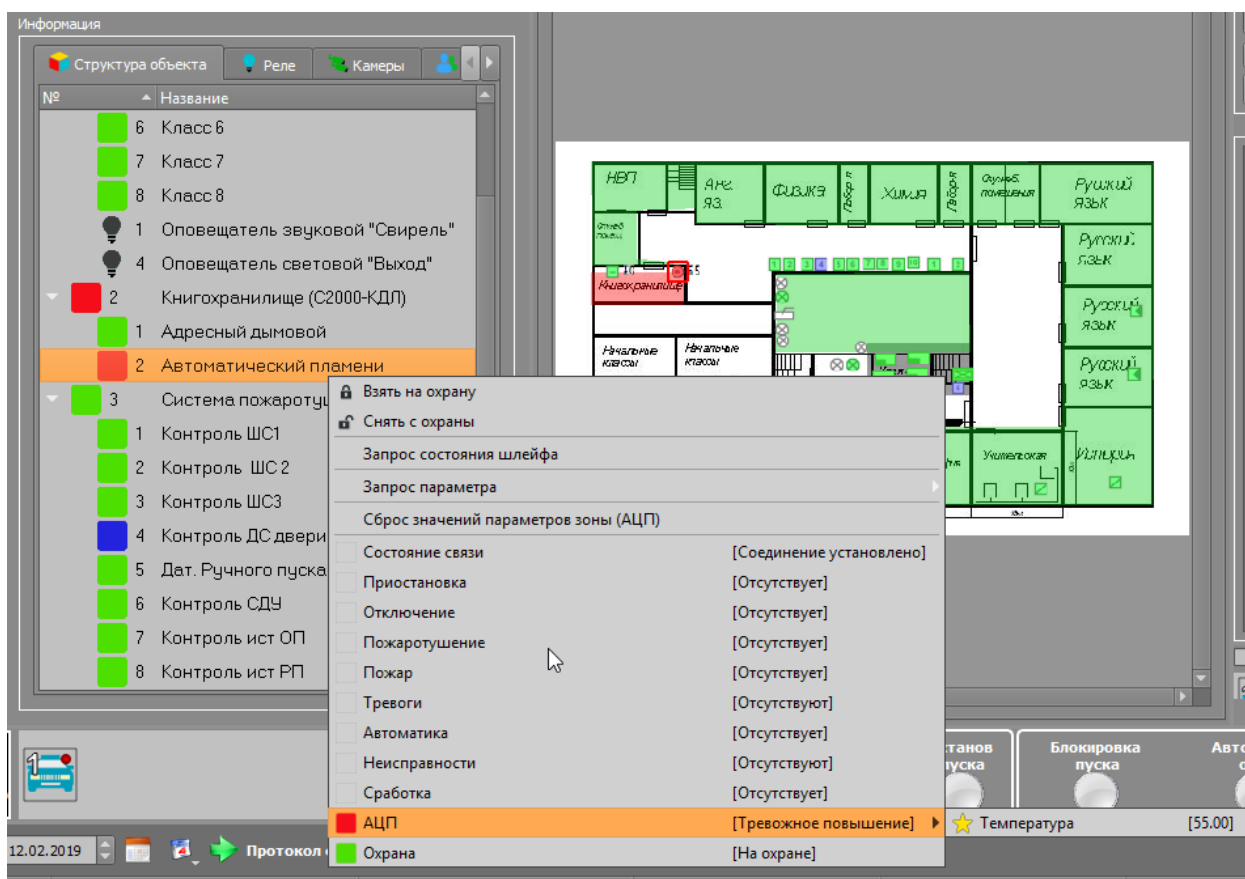 Информация
Структура объекта
Реле
Камеры
№
Название
6 Класс 6
7 Класс 7
8 Класс 8
1 Оповещатель звуковой "Свирель"
4 Оповещатель световой "Выход"
2 Книгохранилище (С2000-КДЛ)
1 Адресный дымовой
2 Автоматический пламени
3 Система пожаротуш
1 Контроль ШС1
2 Контроль ШС 2
3 Контроль ШС3
4 Контроль ДС двери
5 Дат. Ручного пуска
6 Контроль СДУ
7 Контроль ист ОП
8 Контроль ист РП
Взять на охрану
Снять с охраны
Запрос состояния шлейфа
Запрос параметра
Сброс значений параметров зоны (АЦП)
Состояние связи [Соединение установлено]
Приостановка [Отсутствует]
Отключение [Отсутствует]
Пожаротушение [Отсутствует]
Пожар [Отсутствует]
Тревоги [Отсутствуют]
Автоматика [Отсутствует]
Неисправности [Отсутствуют]
Сработка [Отсутствует]
АЦП [Тревожное повышение]
Температура [55.00]
Охрана [На охране]
НВП
Анг.
яз.
Физика
Химия
Русский
язык
Русский
язык
Русский
язык
Книгохранилище
Начальные
классы
Начальные
классы
Учительская
Блокировка
пуска
1
12.02.2019
Протокол